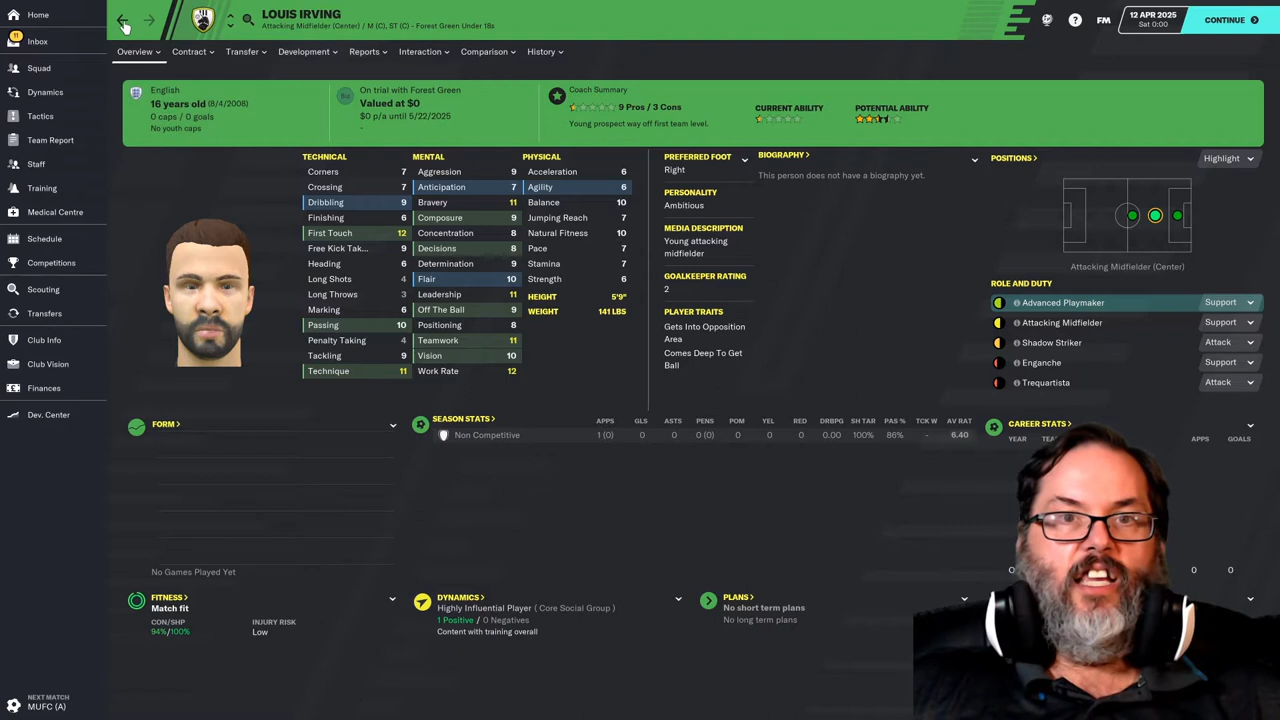 Home
Inbox
11
Squad
Dynamics
Tactics
Team Report
Staff
Training
Medical Centre
Schedule
Competitions
Scouting
Transfers
Club Info
Club Vision
Finances
Dev. Center
NEXT MATCH
MUFC (A)
LOUIS IRVING
Attacking Midfielder (Center) / M (C), ST (C) - Forest Green Under 18s
FM
12 APR 2025
Sat 0:00
CONTINUE
Overview
Contract
Transfer
Development
Reports
Interaction
Comparison
History
English
16 years old (8/4/2008)
0 caps / 0 goals
No youth caps
On trial with Forest Green
Valued at $0
$0 p/a until 5/22/2025
-
Coach Summary
9 Pros / 3 Cons
Young prospect way off first team level.
CURRENT ABILITY
POTENTIAL ABILITY
TECHNICAL
Corners 7
Crossing 7
Dribbling 9
Finishing 6
First Touch 12
Free Kick Tak... 9
Heading 6
Long Shots 4
Long Throws 3
Marking 6
Passing 10
Penalty Taking 4
Tackling 9
Technique 11
MENTAL
Aggression 9
Anticipation 7
Bravery 11
Composure 9
Concentration 8
Decisions 8
Determination 9
Flair 10
Leadership 11
Off The Ball 9
Positioning 8
Teamwork 11
Vision 10
Work Rate 12
PHYSICAL
Acceleration 6
Agility 6
Balance 10
Jumping Reach 7
Natural Fitness 10
Pace 7
Stamina 7
Strength 6
HEIGHT 5'9"
WEIGHT 141 LBS
PREFERRED FOOT
Right
PERSONALITY
Ambitious
MEDIA DESCRIPTION
Young attacking
midfielder
GOALKEEPER RATING
2
PLAYER TRAITS
Gets Into Opposition
Area
Comes Deep To Get
Ball
BIOGRAPHY
This person does not have a biography yet.
POSITIONS
Highlight
Attacking Midfielder (Center)
ROLE AND DUTY
Advanced Playmaker Support
Attacking Midfielder Support
Shadow Striker Attack
Enganche Support
Trequartista Attack
FORM
No Games Played Yet
SEASON STATS APPS GLS ASTS PENS POM YEL RED DRBPG SH TAR PAS % TCK W AV RAT
Non Competitive 1 (0) 0 0 0 (0) 0 0 0 0.00 100% 86% - 6.40
CAREER STATS
YEAR APPS GOALS
0 0
FITNESS
Match fit
CON/SHP
94%/100%
INJURY RISK
Low
DYNAMICS
Highly Influential Player ( Core Social Group )
1 Positive / 0 Negatives
Content with training overall
PLANS
No short term plans
No long term plans